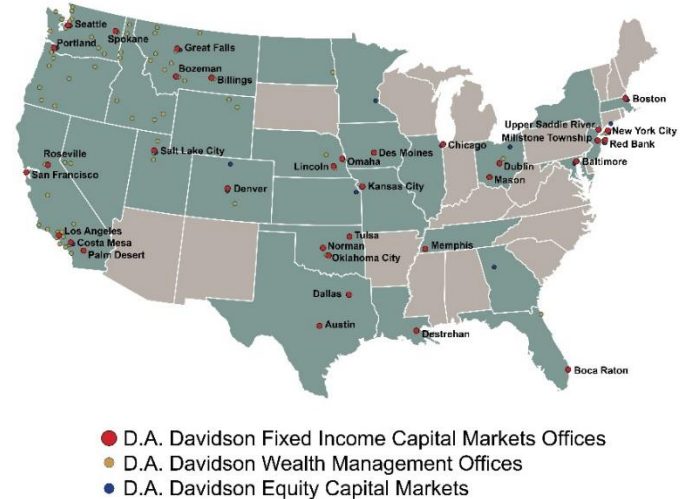 Seattle
Spokane
Portland
Great Falls
Bozeman
Billings
Boston
Upper Saddle River
New York City
Millstone Township
Red Bank
Roseville
Salt Lake City
Des Moines
Chicago
Omaha
Dublin
Baltimore
Lincoln
San Francisco
Mason
Denver
Kansas City
Los Angeles
Costa Mesa
Palm Desert
Tulsa
Norman
Memphis
Oklahoma City
Dallas
Austin
Destrehan
Boca Raton
D.A. Davidson Fixed Income Capital Markets Offices
D.A. Davidson Wealth Management Offices
D.A. Davidson Equity Capital Markets